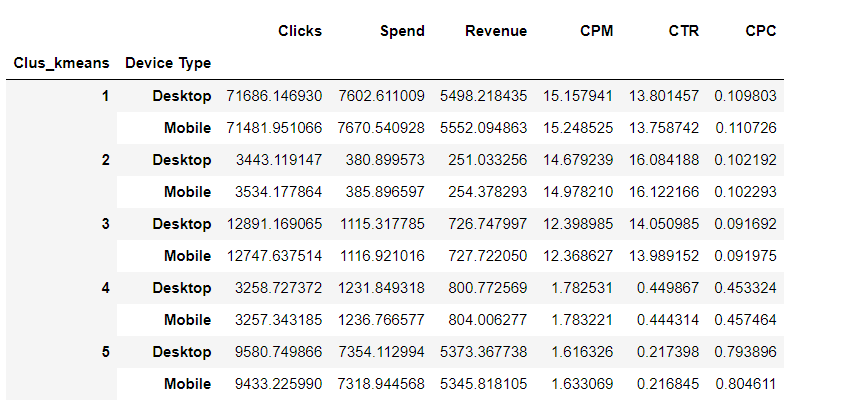 Clicks Spend Revenue CPM CTR CPC
Clus_kmeans Device Type
1 Desktop 71686.146930 7602.611009 5498.218435 15.157941 13.801457 0.109803
Mobile 71481.951066 7670.540928 5552.094863 15.248525 13.758742 0.110726
2 Desktop 3443.119147 380.899573 251.033256 14.679239 16.084188 0.102192
Mobile 3534.177864 385.896597 254.378293 14.978210 16.122166 0.102293
3 Desktop 12891.169065 1115.317785 726.747997 12.398985 14.050985 0.091692
Mobile 12747.637514 1116.921016 727.722050 12.368627 13.989152 0.091975
4 Desktop 3258.727372 1231.849318 800.772569 1.782531 0.449867 0.453324
Mobile 3257.343185 1236.766577 804.006277 1.783221 0.444314 0.457464
5 Desktop 9580.749866 7354.112994 5373.367738 1.616326 0.217398 0.793896
Mobile 9433.225990 7318.944568 5345.818105 1.633069 0.216845 0.804611